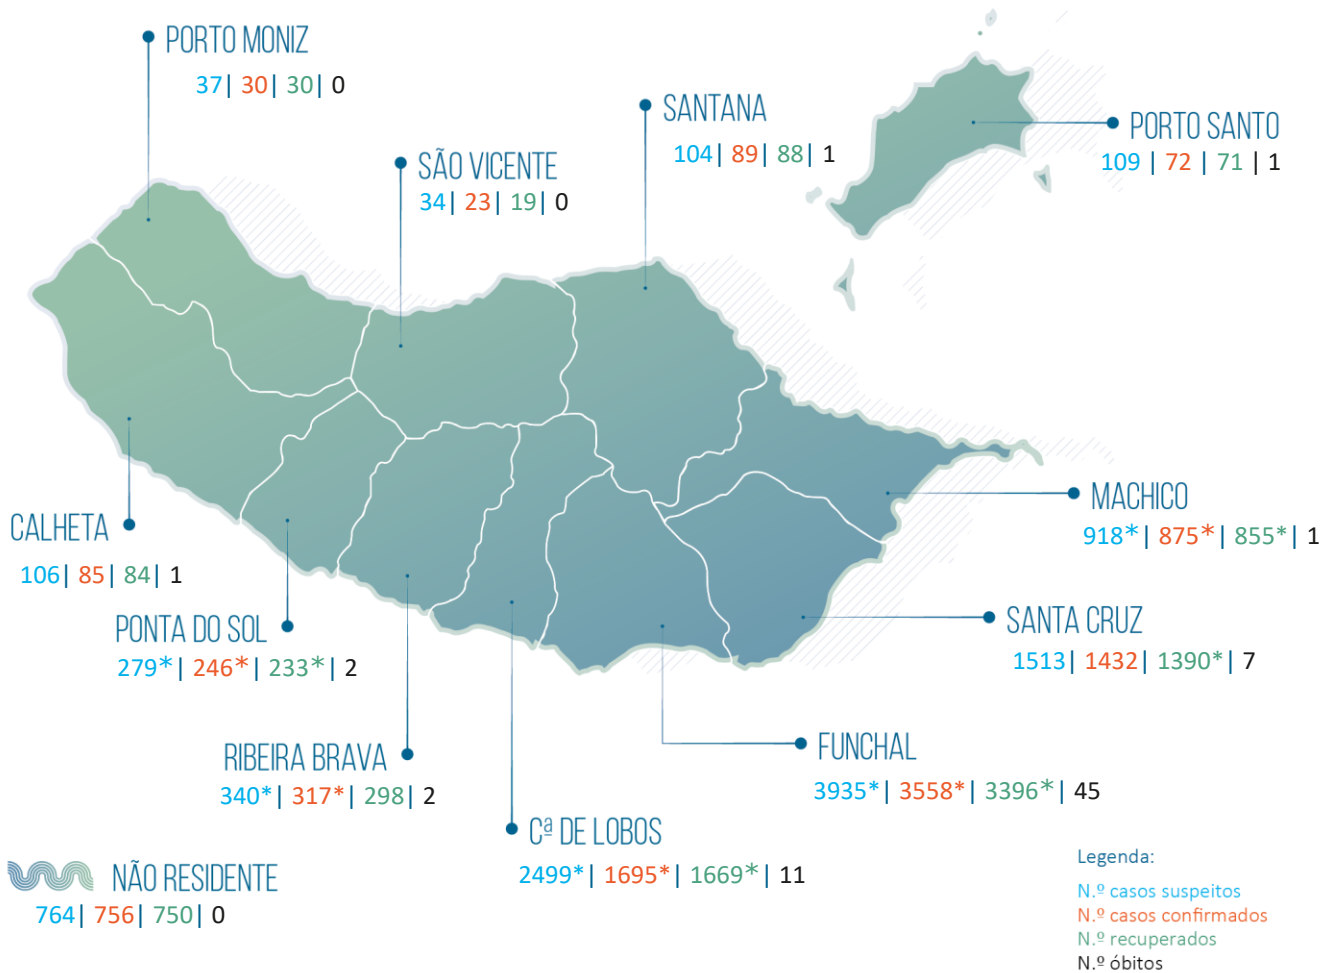 PORTO MONIZ
37| 30| 30| 0
SANTANA
104| 89| 88| 1
PORTO SANTO
109 | 72 | 71 | 1
SÃO VICENTE
34| 23| 19| 0
MACHICO
918*| 875*| 855*| 1
CALHETA
106| 85| 84| 1
SANTA CRUZ
1513| 1432| 1390*| 7
PONTA DO SOL
279*| 246*| 233*| 2
RIBEIRA BRAVA
340*| 317*| 298| 2
FUNCHAL
3935*| 3558*| 3396*| 45
Cª DE LOBOS
2499*| 1695*| 1669*| 11
NÃO RESIDENTE
764| 756| 750| 0
Legenda:
N.º casos suspeitos
N.º casos confirmados
N.º recuperados
N.º óbitos